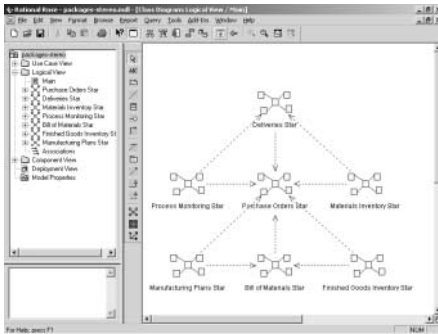 Rational Rose - packages-stereo.mdl - [Class Diagram: Logical View / Main]
File Edit View Format Browse Report Query Tools Add-Ins Window Help
packages-stereo
Use Case View
Logical View
Main
Purchase Orders Star
Deliveries Star
Materials Inventory Star
Process Monitoring Star
Bill of Materials Star
Finished Goods Inventory St
Manufacturing Plans Star
Associations
Component View
Deployment View
Model Properties
ABC
Deliveries Star
Process Monitoring Star
Purchase Orders Star
Materials Inventory Star
Manufacturing Plans Star
Bill of Materials Star
Finished Goods Inventory Star
For Help, press F1
NUM